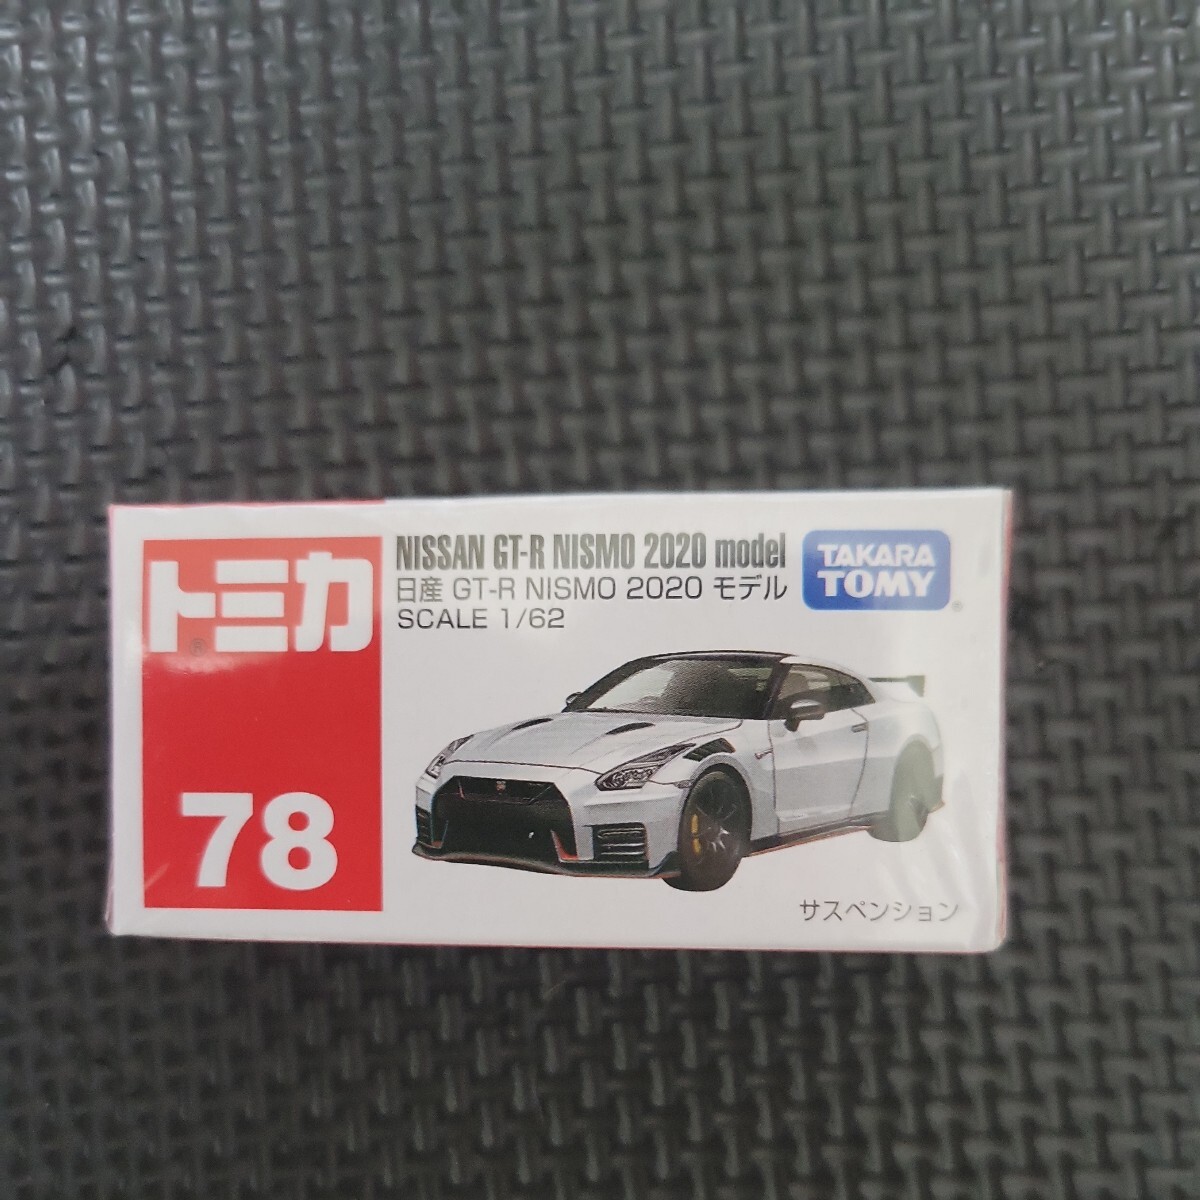 トミカ
®
78
NISSAN GT-R NISMO 2020 model
日産 GT-R NISMO 2020 モデル
SCALE 1/62
TAKARA
TOMY
®
サスペンション